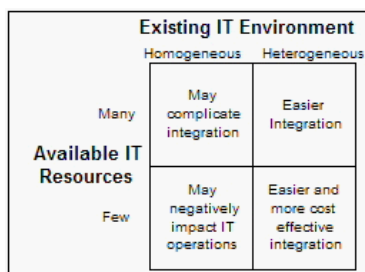 Existing IT Environment
Homogeneous Heterogeneous
Many
May
complicate
integration
Easier
Integration
Available IT
Resources
Few
May
negatively
impact IT
operations
Easier and
more cost
effective
integration